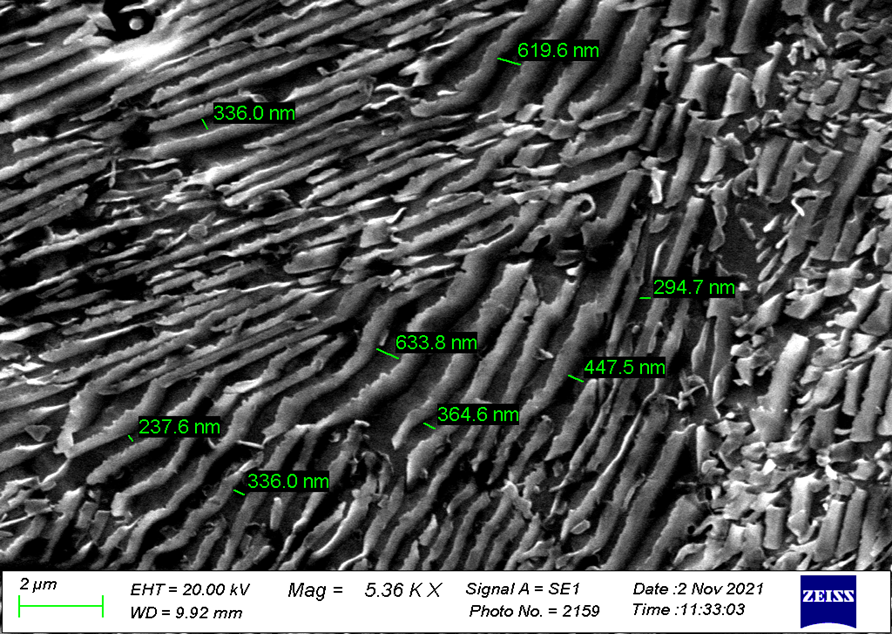 619.6 nm
336.0 nm
294.7 nm
633.8 nm
447.5 nm
364.6 nm
237.6 nm
336.0 nm
2 µm
EHT = 20.00 kV
Mag = 5.36 K X
Signal A = SE1
Date :2 Nov 2021
ZEISS
WD = 9.92 mm
Photo No. = 2159
Time :11:33:03